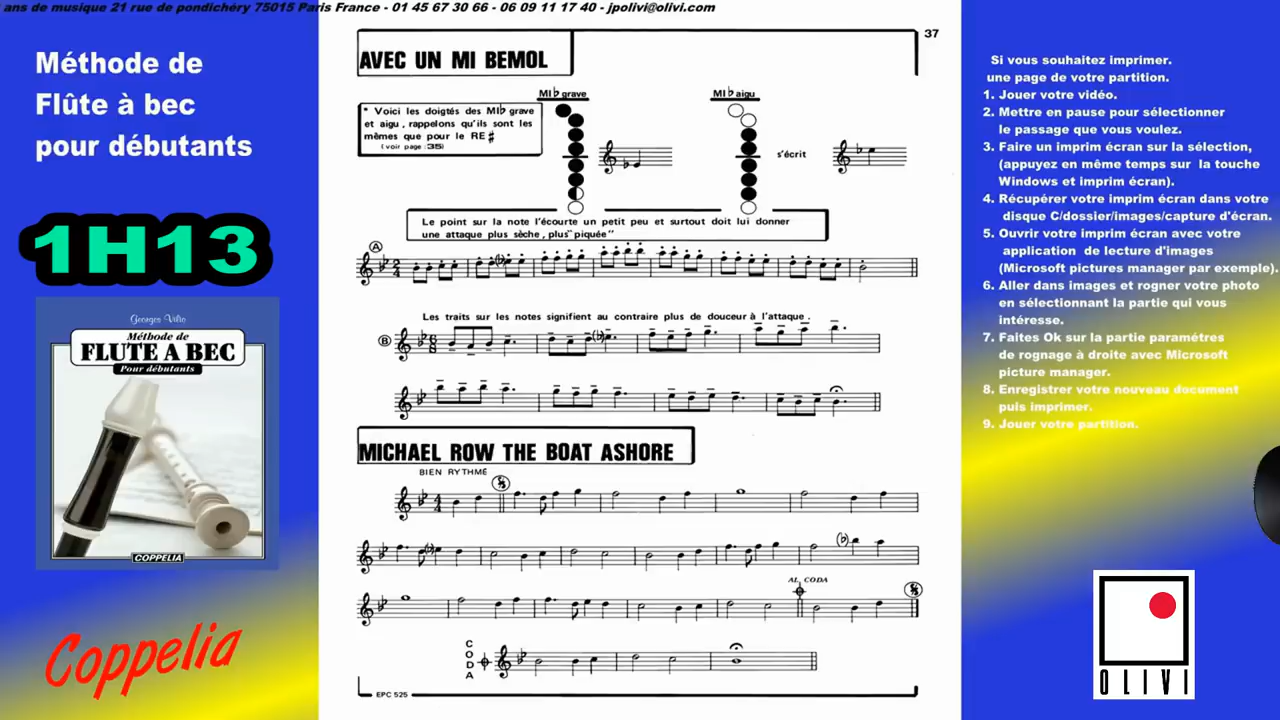 ans de musique 21 rue de pondichéry 75015 Paris France - 01 45 67 30 66 - 06 09 11 17 40 - jpolivi@olivi.com
Méthode de
Flûte à bec
pour débutants
1H13
Georges Vilio
Méthode de
FLUTE A BEC
Pour débutants
COPPELIA
Coppelia
37
AVEC UN MI BEMOL
* Voici les doigtés des MI♭ grave
et aigu , rappelons qu'ils sont les
mêmes que pour le RE♯
( voir page : 35 )
MI♭ grave
MI♭ aigu
s'écrit
Le point sur la note l'écourte un petit peu et surtout doit lui donner
une attaque plus sèche , plus "piquée"
A
Les traits sur les notes signifient au contraire plus de douceur à l'attaque .
B
MICHAEL ROW THE BOAT ASHORE
BIEN RYTHMÉ
AL CODA
CODA
EPC 525
Si vous souhaitez imprimer.
une page de votre partition.
1. Jouer votre vidéo.
2. Mettre en pause pour sélectionner
le passage que vous voulez.
3. Faire un imprim écran sur la sélection,
(appuyez en même temps sur la touche
Windows et imprim écran).
4. Récupérer votre imprim écran dans votre
disque C/dossier/images/capture d'écran.
5. Ouvrir votre imprim écran avec votre
application de lecture d'images
(Microsoft pictures manager par exemple).
6. Aller dans images et rogner votre photo
en sélectionnant la partie qui vous
intéresse.
7. Faites Ok sur la partie paramétres
de rognage à droite avec Microsoft
picture manager.
8. Enregistrer votre nouveau document
puis imprimer.
9. Jouer votre partition.
OLIVI